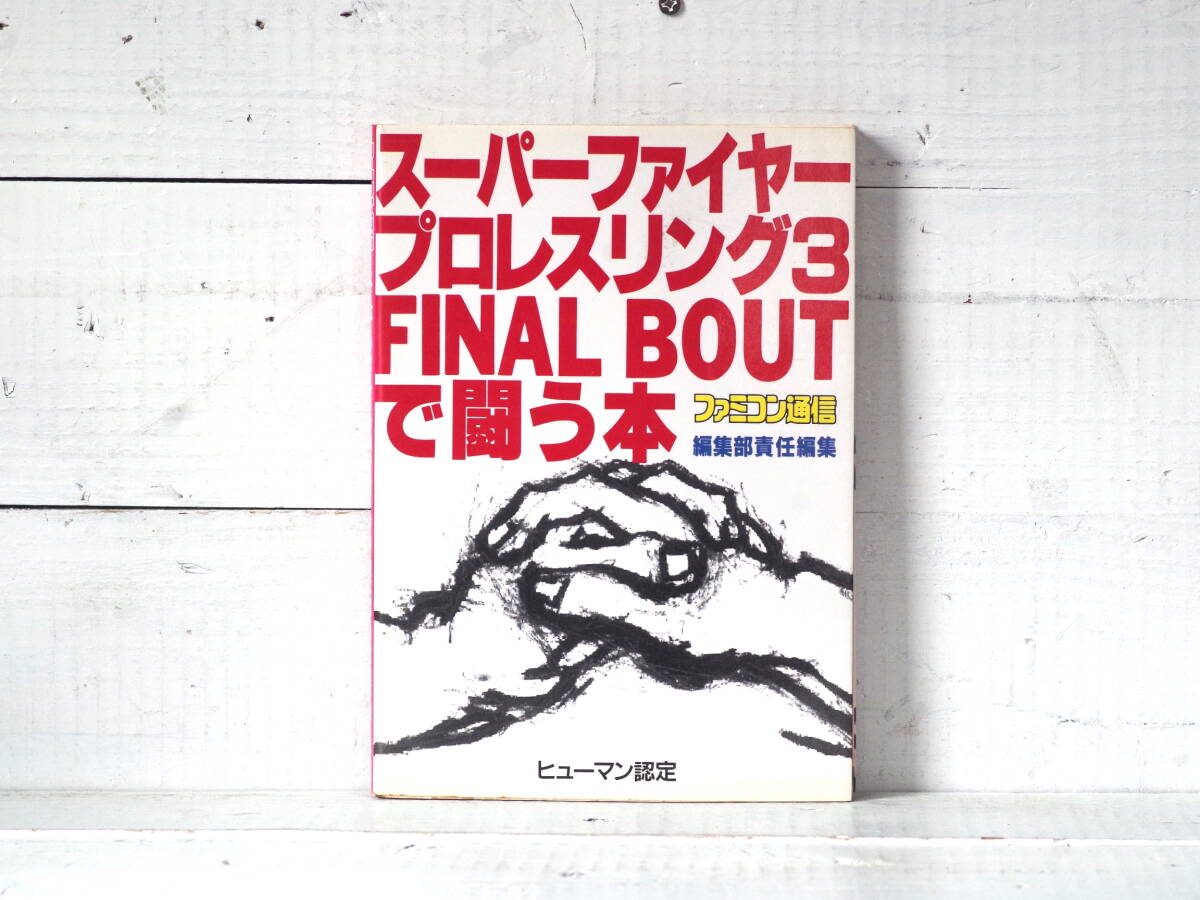 スーパーファイヤー
プロレスリング3
FINAL BOUT
で闘う本
ファミコン通信
編集部責任編集
ヒューマン認定